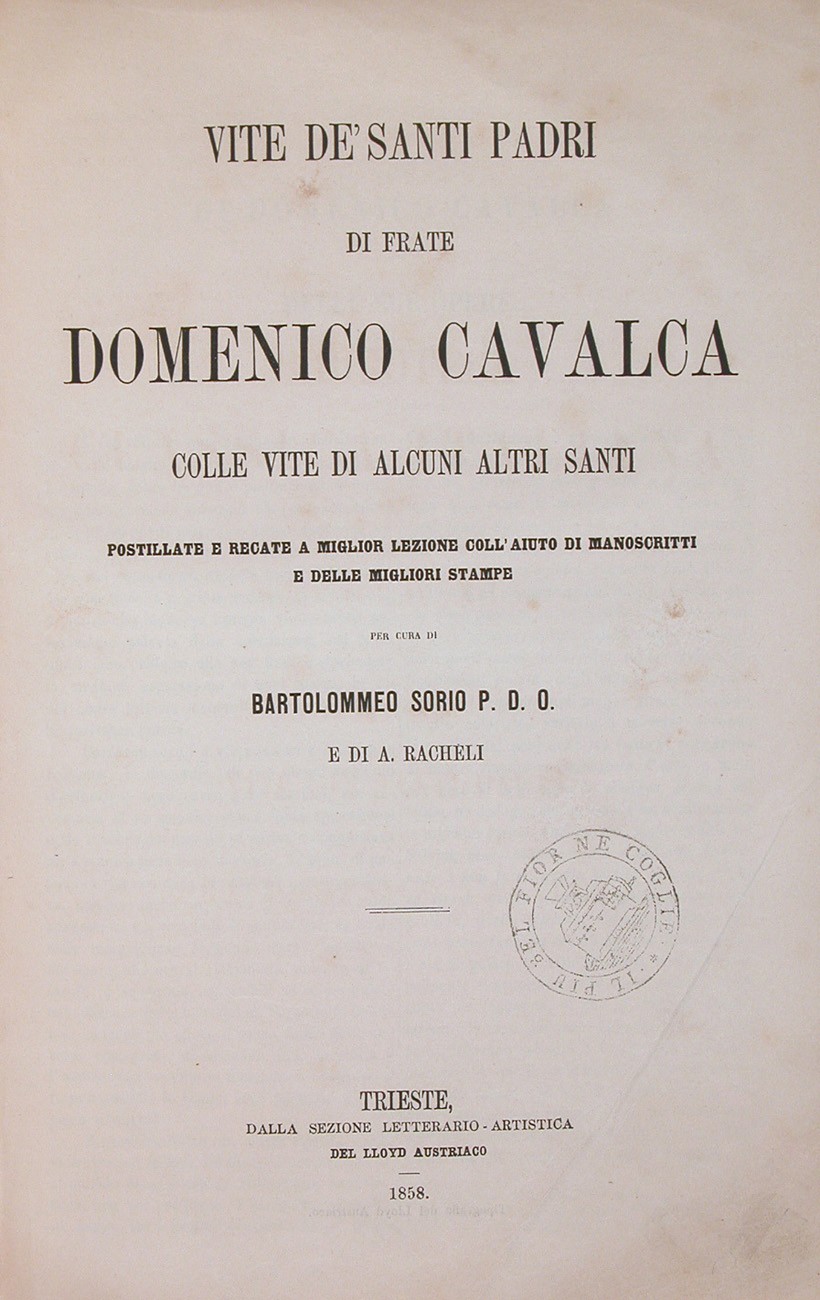 VITE DE' SANTI PADRI
DI FRATE
DOMENICO CAVALCA
COLLE VITE DI ALCUNI ALTRI SANTI
POSTILLATE E RECATE A MIGLIOR LEZIONE COLL' AIUTO DI MANOSCRITTI
E DELLE MIGLIORI STAMPE
PER CURA DI
BARTOLOMMEO SORIO P. D. O.
E DI A. RACHELI
IL PIU BEL FIOR NE COGLIE *
TRIESTE,
DALLA SEZIONE LETTERARIO - ARTISTICA
DEL LLOYD AUSTRIACO
1858.